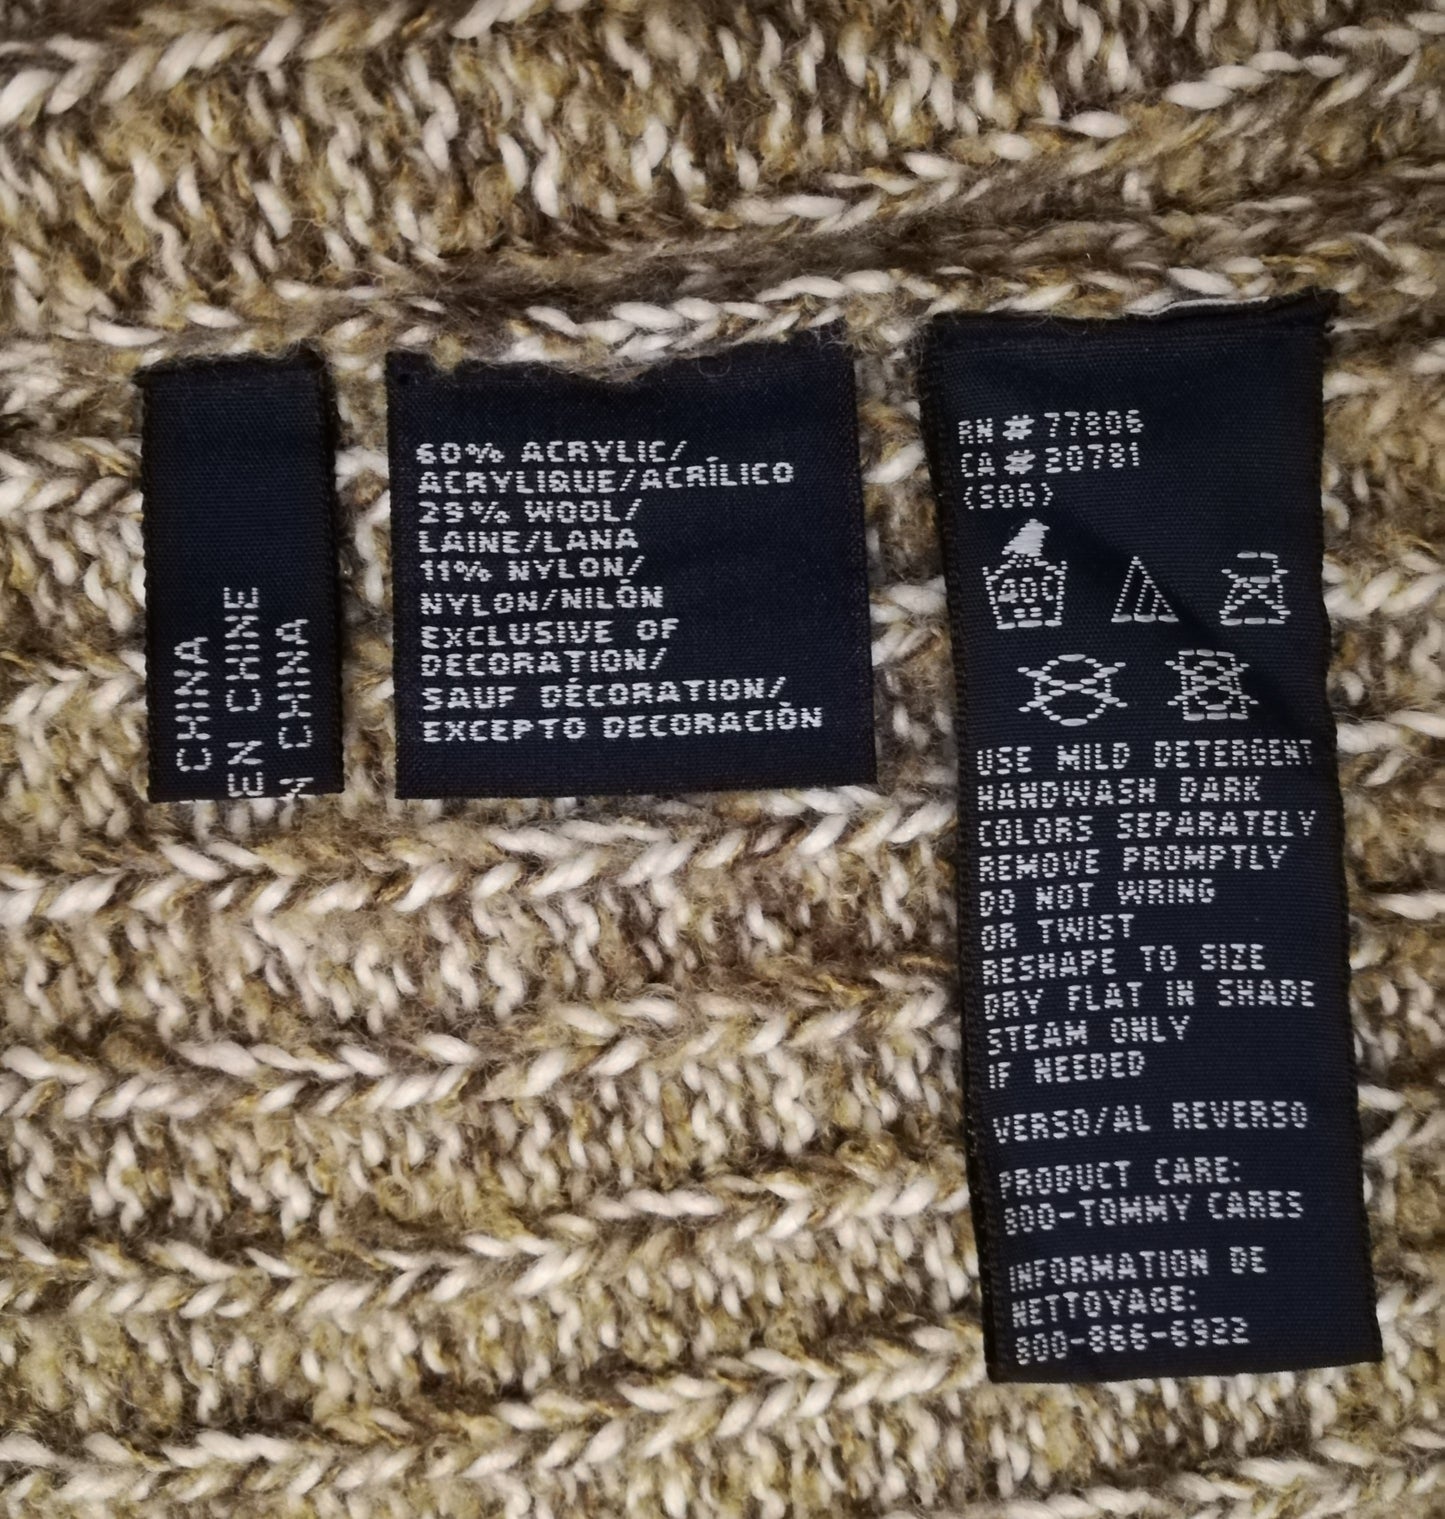 CHINA
EN CHINE
N CHINA
60% ACRYLIC/
ACRYLIQUE/ACRÍLICO
29% WOOL/
LAINE/LANA
11% NYLON/
NYLON/NILÓN
EXCLUSIVE OF
DECORATION/
SAUF DÉCORATION/
EXCEPTO DECORACIÓN
RN # 77806
CA # 20781
(SOG)
40C
USE MILD DETERGENT
HANDWASH DARK
COLORS SEPARATELY
REMOVE PROMPTLY
DO NOT WRING
OR TWIST
RESHAPE TO SIZE
DRY FLAT IN SHADE
STEAM ONLY
IF NEEDED
VERSO/AL REVERSO
PRODUCT CARE:
800-TOMMY CARES
INFORMATION DE
NETTOYAGE:
800-866-6922